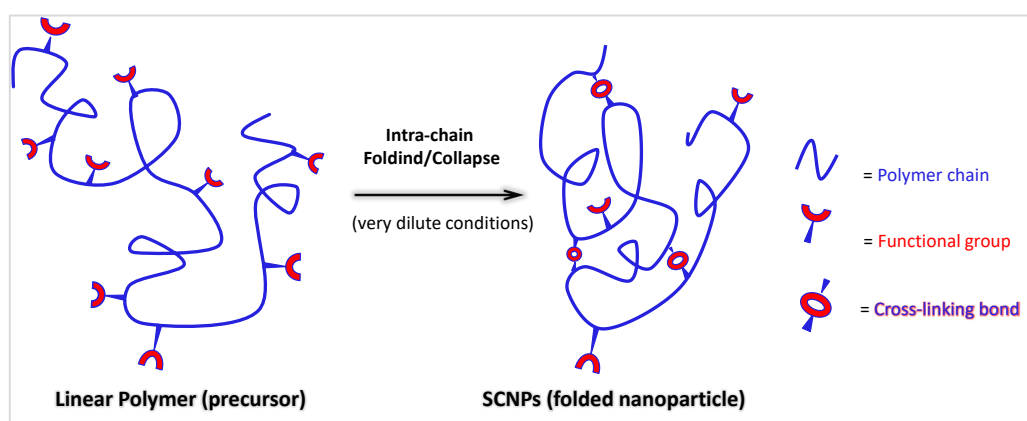 Intra-chain
Foldind/Collapse
(very dilute conditions)
= Polymer chain
= Functional group
= Cross-linking bond
Linear Polymer (precursor)
SCNPs (folded nanoparticle)